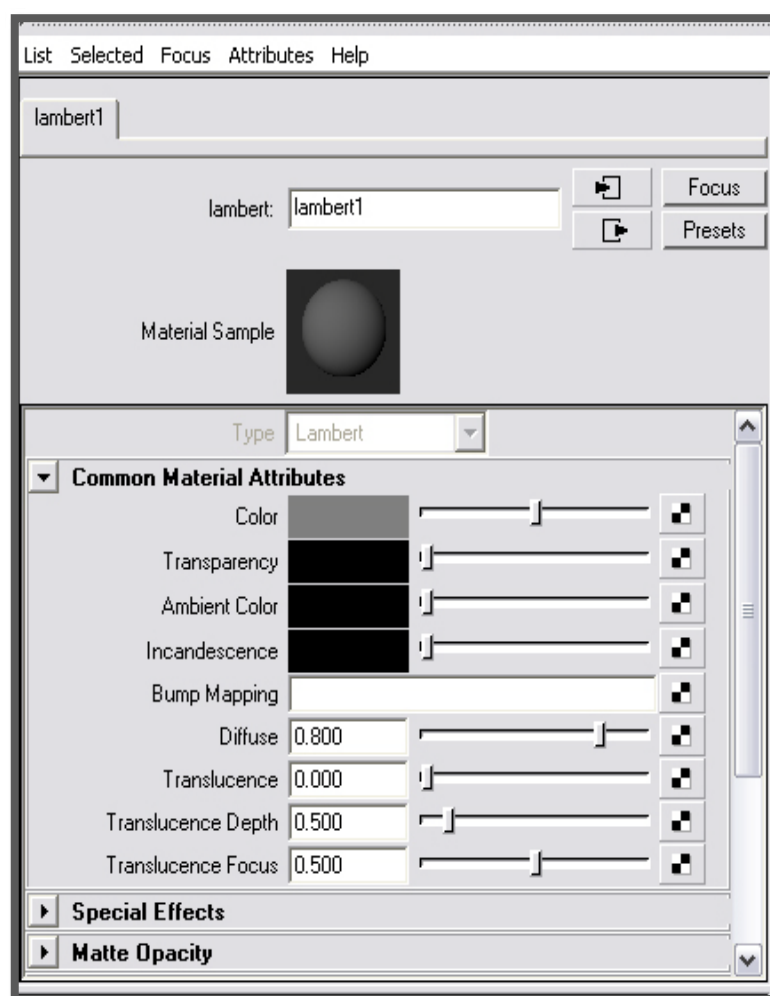 List Selected Focus Attributes Help
lambert1
lambert: lambert1 Focus
Presets
Material Sample
Type Lambert
Common Material Attributes
Color
Transparency
Ambient Color
Incandescence
Bump Mapping
Diffuse 0.800
Translucence 0.000
Translucence Depth 0.500
Translucence Focus 0.500
Special Effects
Matte Opacity